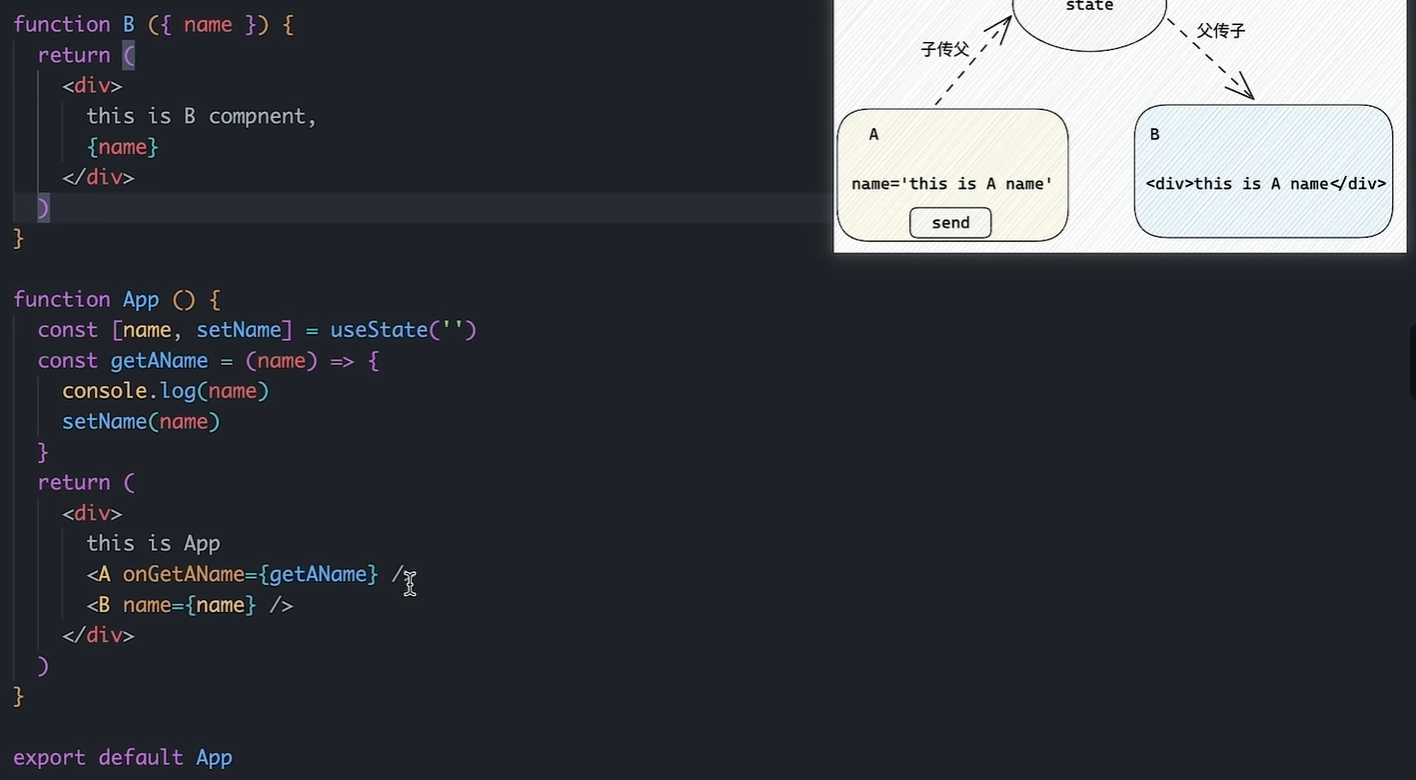 function B ({ name }) {
return (
<div>
this is B compnent,
{name}
</div>
)
}
function App () {
const [name, setName] = useState('')
const getAName = (name) => {
console.log(name)
setName(name)
}
return (
<div>
this is App
<A onGetAName={getAName} />
<B name={name} />
</div>
)
}
export default App
state
子传父
父传子
A
name='this is A name'
send
B
<div>this is A name</div>